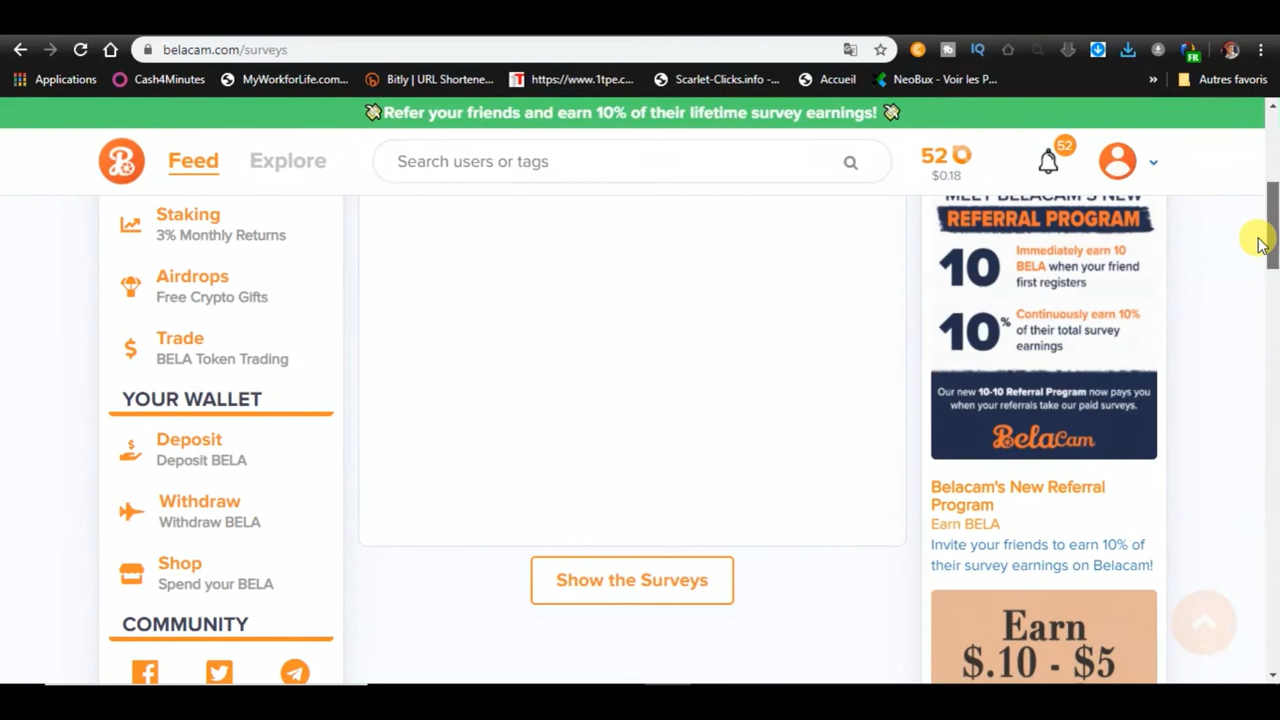 belacam.com/surveys
IQ
FR
Applications
Cash4Minutes
MyWorkforLife.com...
Bitly | URL Shortene...
https://www.1tpe.c...
Scarlet-Clicks.info -...
Accueil
NeoBux - Voir les P...
»
Autres favoris
Refer your friends and earn 10% of their lifetime survey earnings!
Feed
Explore
Search users or tags
52
$0.18
52
Staking
3% Monthly Returns
Airdrops
Free Crypto Gifts
Trade
BELA Token Trading
YOUR WALLET
Deposit
Deposit BELA
Withdraw
Withdraw BELA
Shop
Spend your BELA
COMMUNITY
Show the Surveys
MEET BELACAM'S NEW
REFERRAL PROGRAM
10
Immediately earn 10
BELA when your friend
first registers
10%
Continuously earn 10%
of their total survey
earnings
Our new 10-10 Referral Program now pays you
when your referrals take our paid surveys.
BelaCam
Belacam's New Referral
Program
Earn BELA
Invite your friends to earn 10% of
their survey earnings on Belacam!
Earn
$.10 - $5